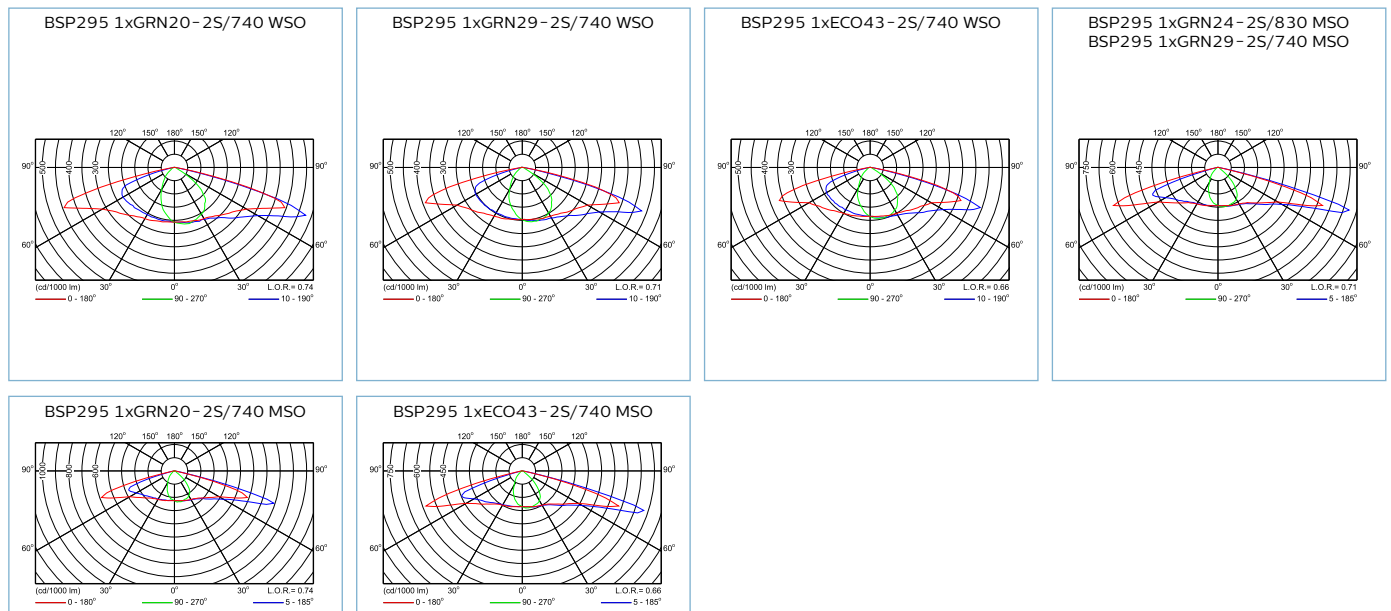 BSP295 1xGRN20-2S/740 WSO
120° 150° 180° 150° 120°
90° 500 400 300 90°
60° 60°
(cd/1000 lm) 30° 0° 30° L.O.R.= 0.74
0 - 180° 90 - 270° 10 - 190°
BSP295 1xGRN29-2S/740 WSO
120° 150° 180° 150° 120°
90° 500 400 300 90°
60° 60°
(cd/1000 lm) 30° 0° 30° L.O.R.= 0.71
0 - 180° 90 - 270° 10 - 190°
BSP295 1xECO43-2S/740 WSO
120° 150° 180° 150° 120°
90° 500 400 300 90°
60° 60°
(cd/1000 lm) 30° 0° 30° L.O.R.= 0.66
0 - 180° 90 - 270° 10 - 190°
BSP295 1xGRN24-2S/830 MSO
BSP295 1xGRN29-2S/740 MSO
120° 150° 180° 150° 120°
90° 750 600 450 90°
60° 60°
(cd/1000 lm) 30° 0° 30° L.O.R.= 0.71
0 - 180° 90 - 270° 5 - 185°
BSP295 1xGRN20-2S/740 MSO
120° 150° 180° 150° 120°
90° 1000 800 600 90°
60° 60°
(cd/1000 lm) 30° 0° 30° L.O.R.= 0.74
0 - 180° 90 - 270° 5 - 185°
BSP295 1xECO43-2S/740 MSO
120° 150° 180° 150° 120°
90° 750 600 450 90°
60° 60°
(cd/1000 lm) 30° 0° 30° L.O.R.= 0.66
0 - 180° 90 - 270° 5 - 185°